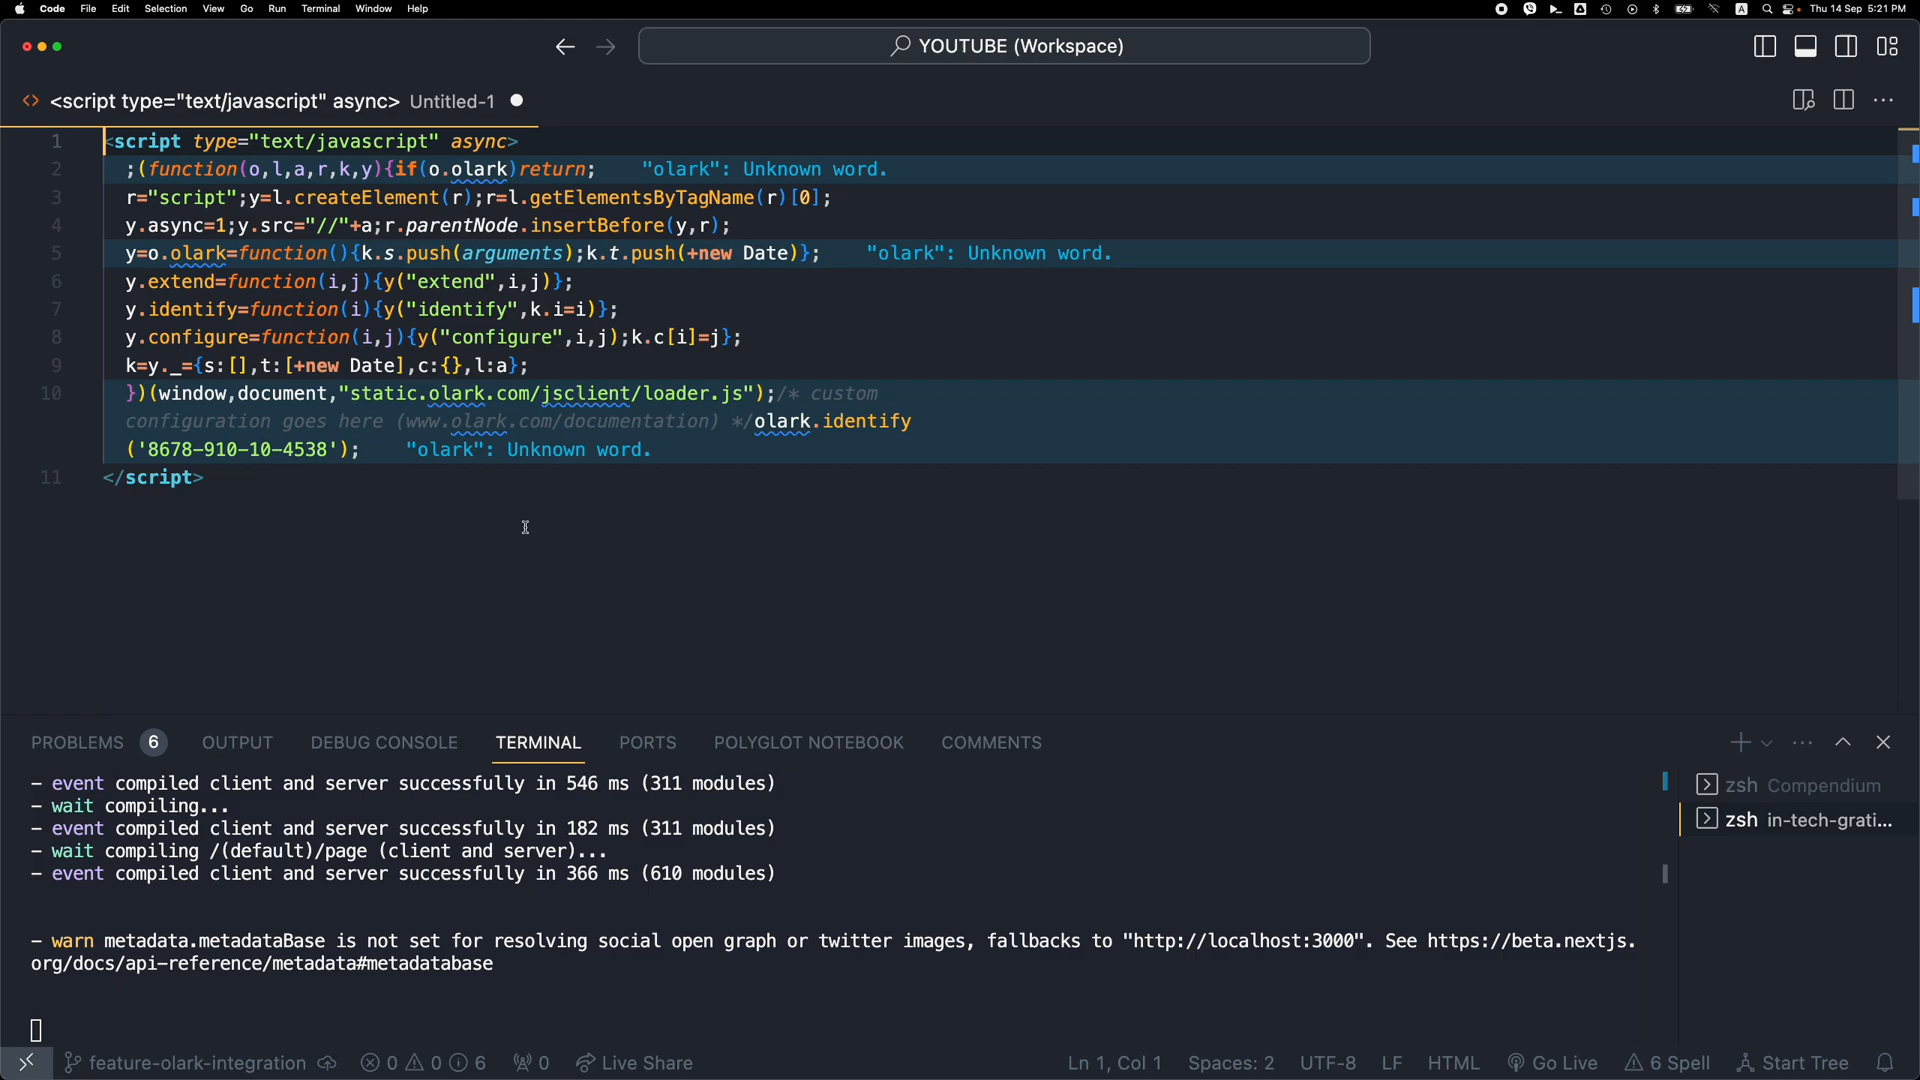 Code File Edit Selection View Go Run Terminal Window Help
Thu 14 Sep 5:21 PM
YOUTUBE (Workspace)
<script type="text/javascript" async> Untitled-1
1 <script type="text/javascript" async>
2 ;(function(o,l,a,r,k,y){if(o.olark)return; "olark": Unknown word.
3 r="script";y=l.createElement(r);r=l.getElementsByTagName(r)[0];
4 y.async=1;y.src="//"+a;r.parentNode.insertBefore(y,r);
5 y=o.olark=function(){k.s.push(arguments);k.t.push(+new Date)}; "olark": Unknown word.
6 y.extend=function(i,j){y("extend",i,j)};
7 y.identify=function(i){y("identify",k.i=i)};
8 y.configure=function(i,j){y("configure",i,j);k.c[i]=j};
9 k=y._={s:[],t:[+new Date],c:{},l:a};
10 })(window,document,"static.olark.com/jsclient/loader.js");/* custom
configuration goes here (www.olark.com/documentation) */olark.identify
('8678-910-10-4538'); "olark": Unknown word.
11 </script>
PROBLEMS 6 OUTPUT DEBUG CONSOLE TERMINAL PORTS POLYGLOT NOTEBOOK COMMENTS
- event compiled client and server successfully in 546 ms (311 modules)
- wait compiling...
- event compiled client and server successfully in 182 ms (311 modules)
- wait compiling /(default)/page (client and server)...
- event compiled client and server successfully in 366 ms (610 modules)
- warn metadata.metadataBase is not set for resolving social open graph or twitter images, fallbacks to "http://localhost:3000". See https://beta.nextjs.
org/docs/api-reference/metadata#metadatabase
zsh Compendium
zsh in-tech-grati...
feature-olark-integration 0 0 6 0 Live Share Ln 1, Col 1 Spaces: 2 UTF-8 LF HTML Go Live 6 Spell Start Tree